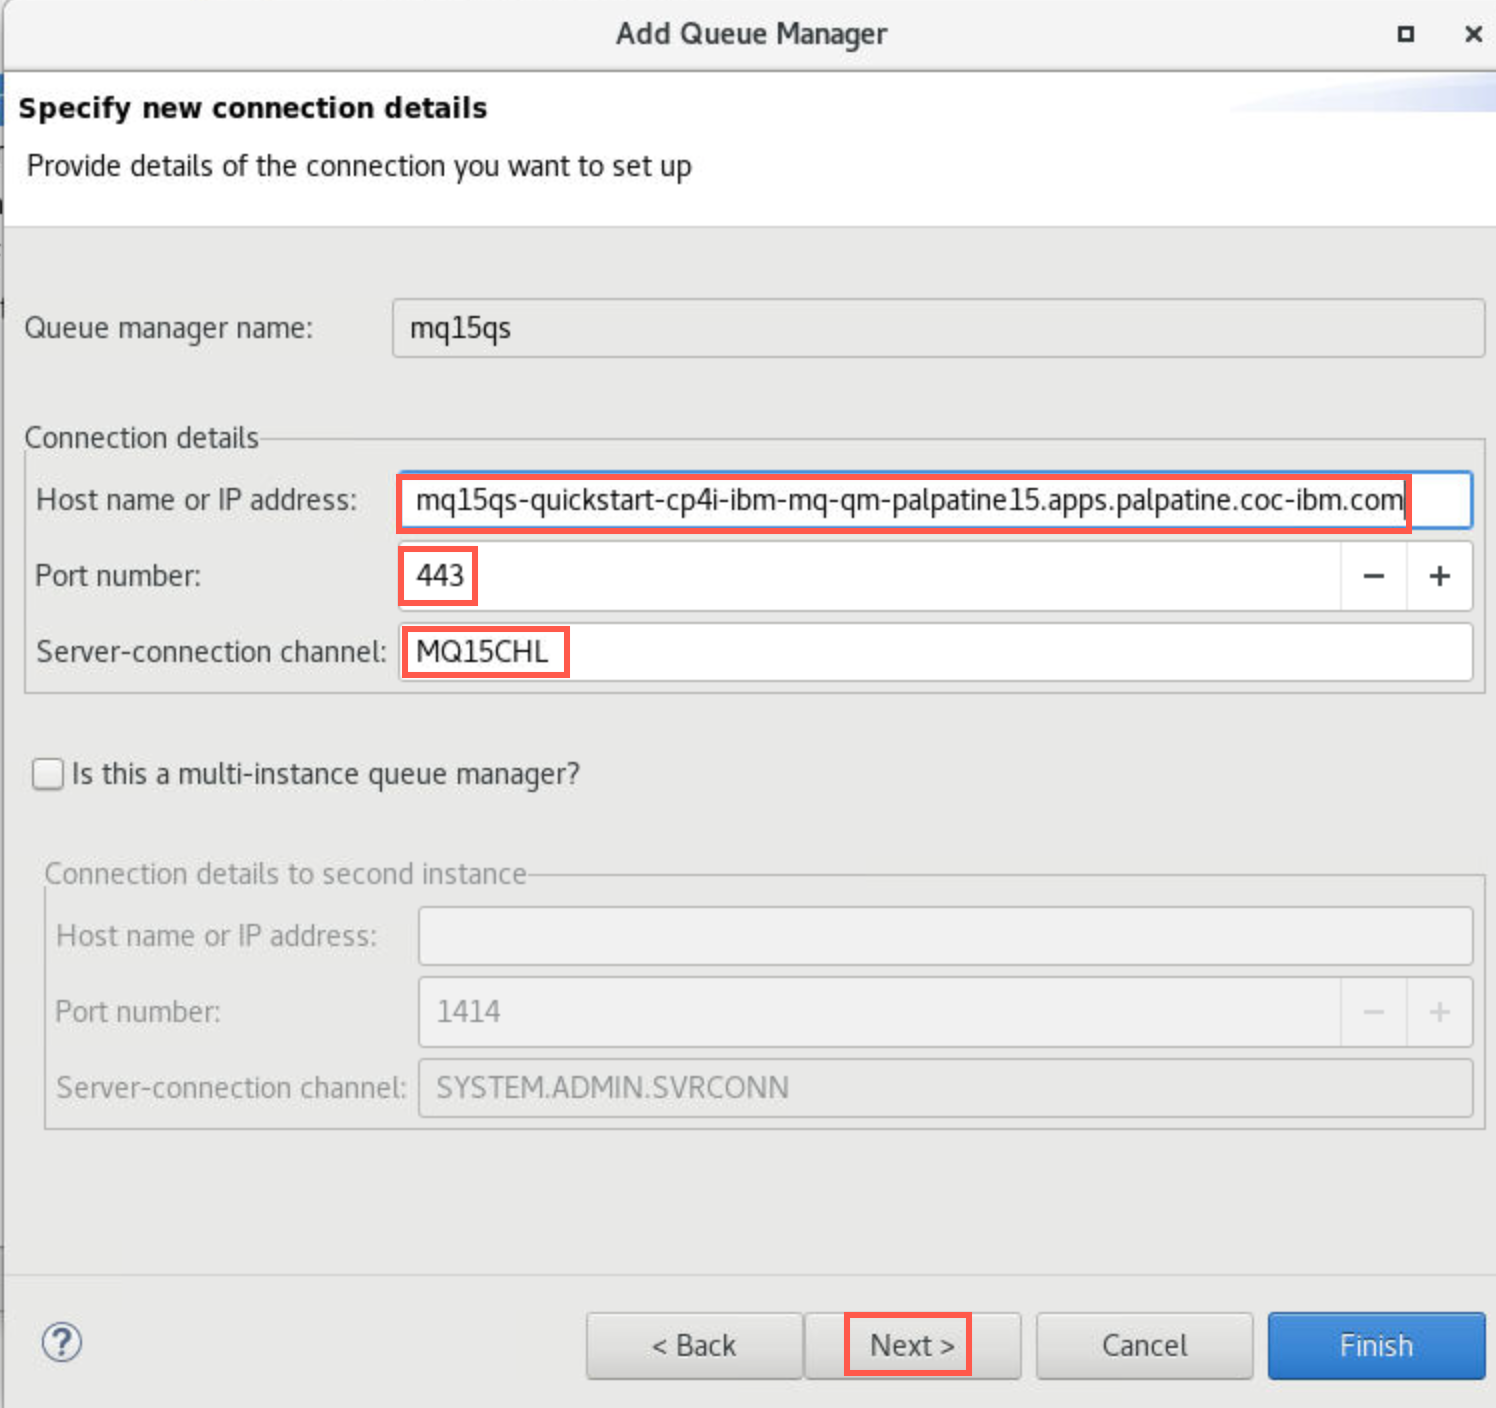 Add Queue Manager
Specify new connection details
Provide details of the connection you want to set up
Queue manager name: mq15qs
Connection details
Host name or IP address: mq15qs-quickstart-cp4i-ibm-mq-qm-palpatine15.apps.palpatine.coc-ibm.com
Port number: 443 − +
Server-connection channel: MQ15CHL
Is this a multi-instance queue manager?
Connection details to second instance
Host name or IP address:
Port number: 1414 − +
Server-connection channel: SYSTEM.ADMIN.SVRCONN
? < Back Next > Cancel Finish